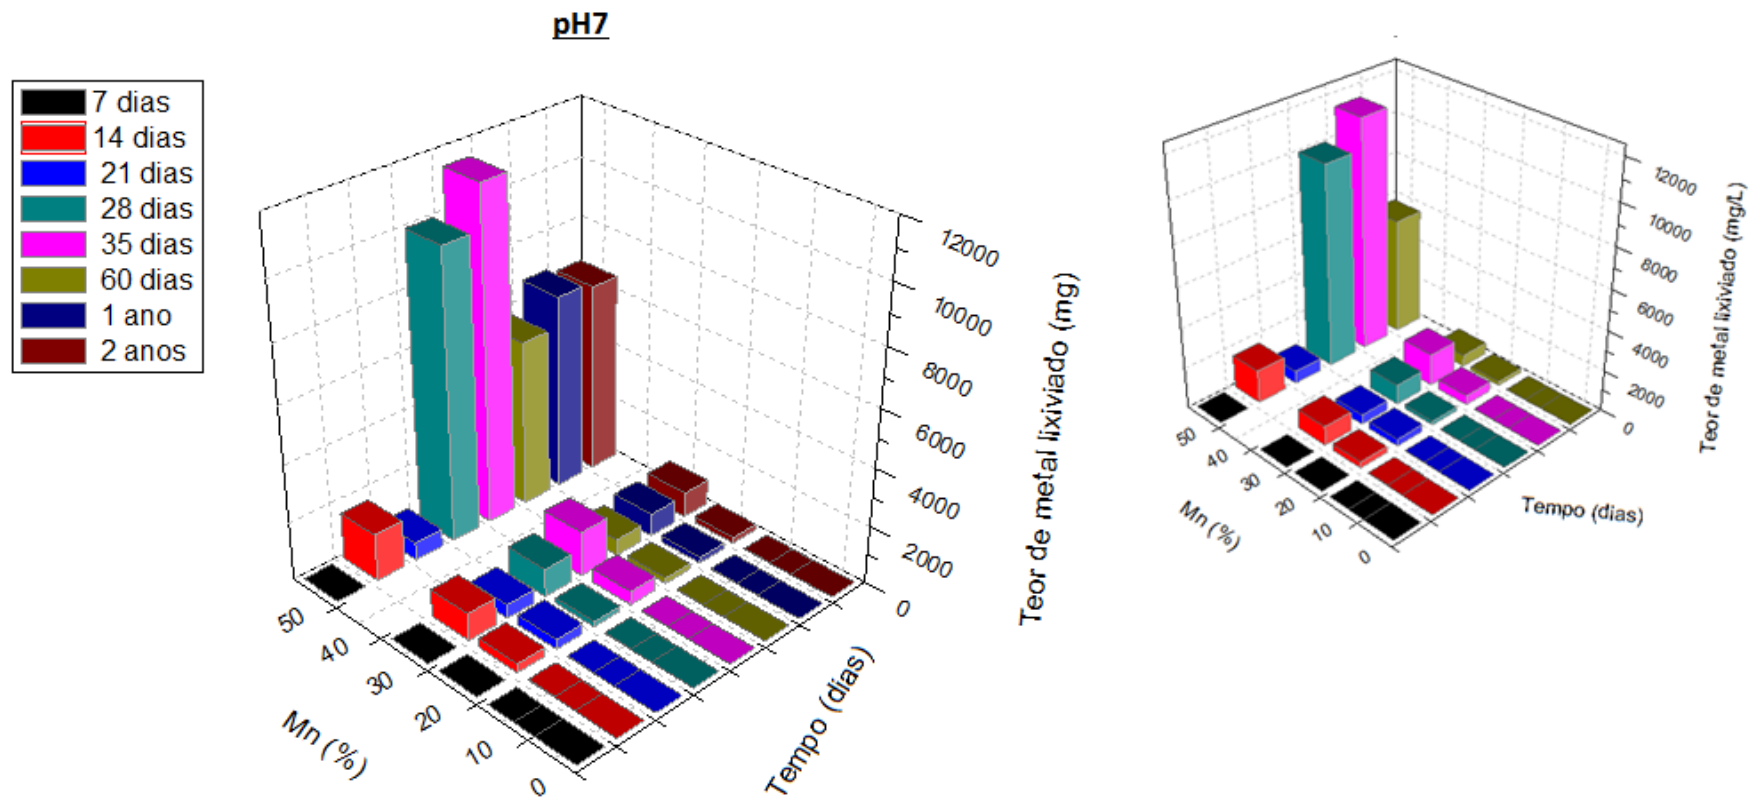 pH7
7 dias
14 dias
21 dias
28 dias
35 dias
60 dias
1 ano
2 anos
12000
10000
8000
6000
4000
2000
0
Teor de metal lixiviado (mg)
50
40
30
20
10
0
Mn (%)
Tempo (dias)
12000
10000
8000
6000
4000
2000
0
Teor de metal lixiviado (mg/L)
50
40
30
20
10
0
Mn (%)
Tempo (dias)